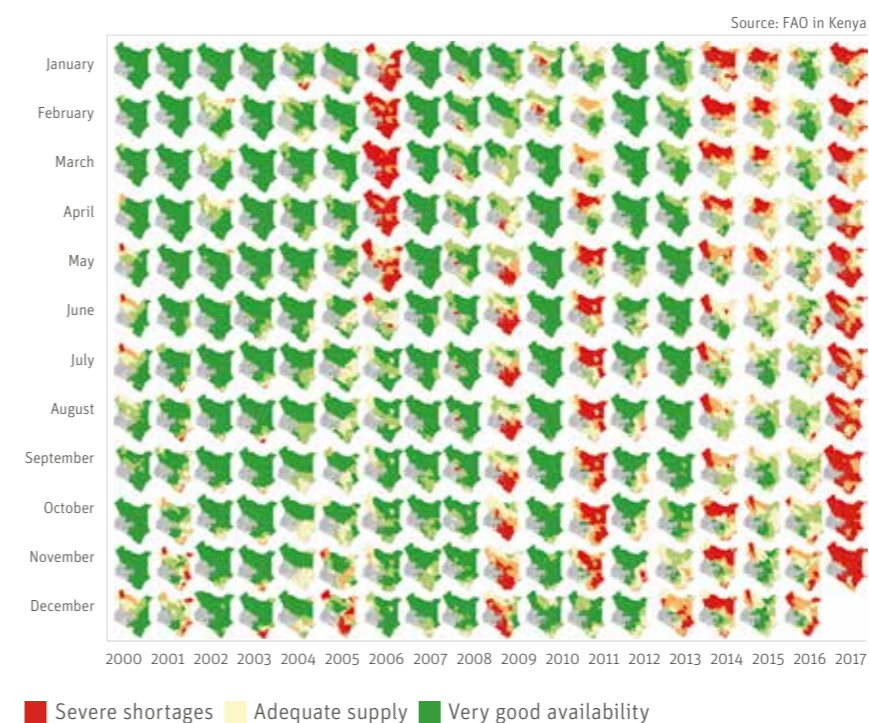 Source: FAO in Kenya
January
February
March
April
May
June
July
August
September
October
November
December
2000 2001 2002 2003 2004 2005 2006 2007 2008 2009 2010 2011 2012 2013 2014 2015 2016 2017
Severe shortages Adequate supply Very good availability